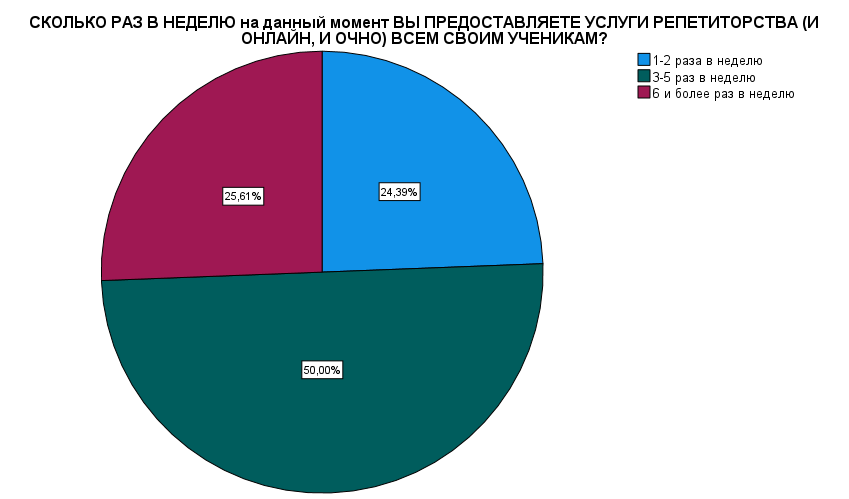 СКОЛЬКО РАЗ В НЕДЕЛЮ на данный момент ВЫ ПРЕДОСТАВЛЯЕТЕ УСЛУГИ РЕПЕТИТОРСТВА (И
ОНЛАЙН, И ОЧНО) ВСЕМ СВОИМ УЧЕНИКАМ?
1-2 раза в неделю
3-5 раз в неделю
6 и более раз в неделю
24,39%
25,61%
50,00%